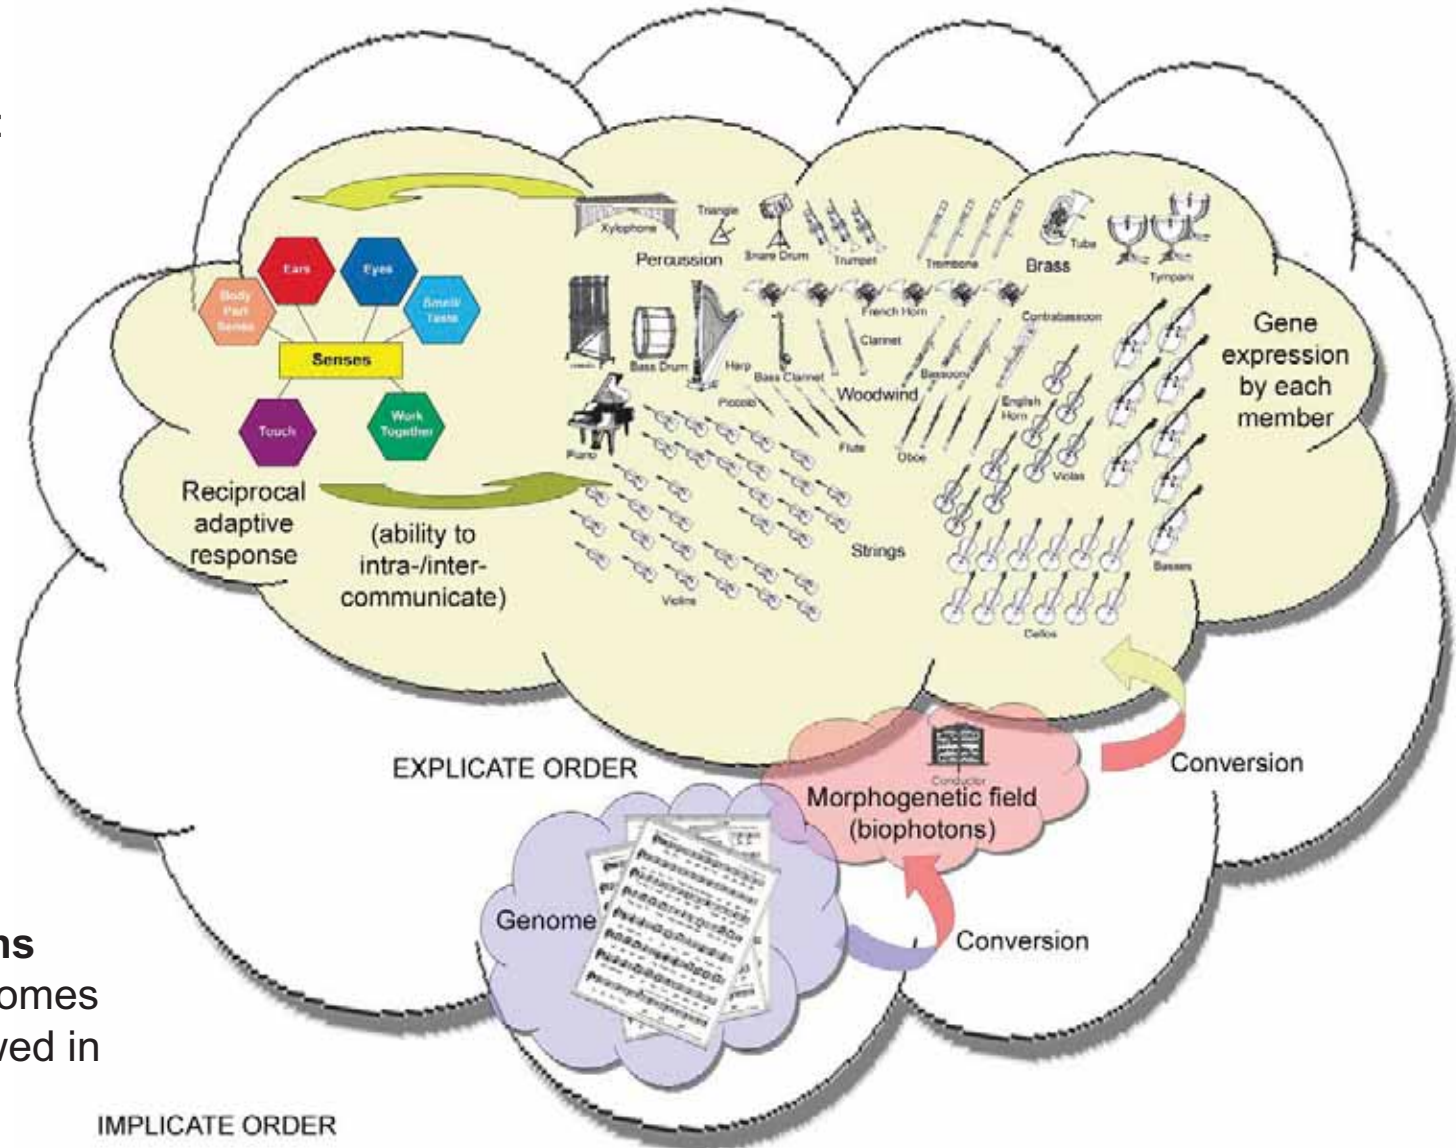 :
Xylophone
Triangle
Snare Drum
Percussion
Trumpet
Trombone
Brass
Tuba
Tympani
Ears
Eyes
Body
Part
Sense
Smell/
Taste
Senses
Touch
Work
Together
French Horn
Contrabassoon
Clarinet
Bass Drum
Harp
Bass Clarinet
Bassoon
Woodwind
Piccolo
English
Horn
Piano
Flute
Oboe
Violas
Gene
expression
by each
member
Reciprocal
adaptive
response
(ability to
intra-/inter-
communicate)
Strings
Basses
Violins
Cellos
EXPLICATE ORDER
Conversion
Conductor
Morphogenetic field
(biophotons)
Genome
Conversion
ns
omes
wed in
IMPLICATE ORDER